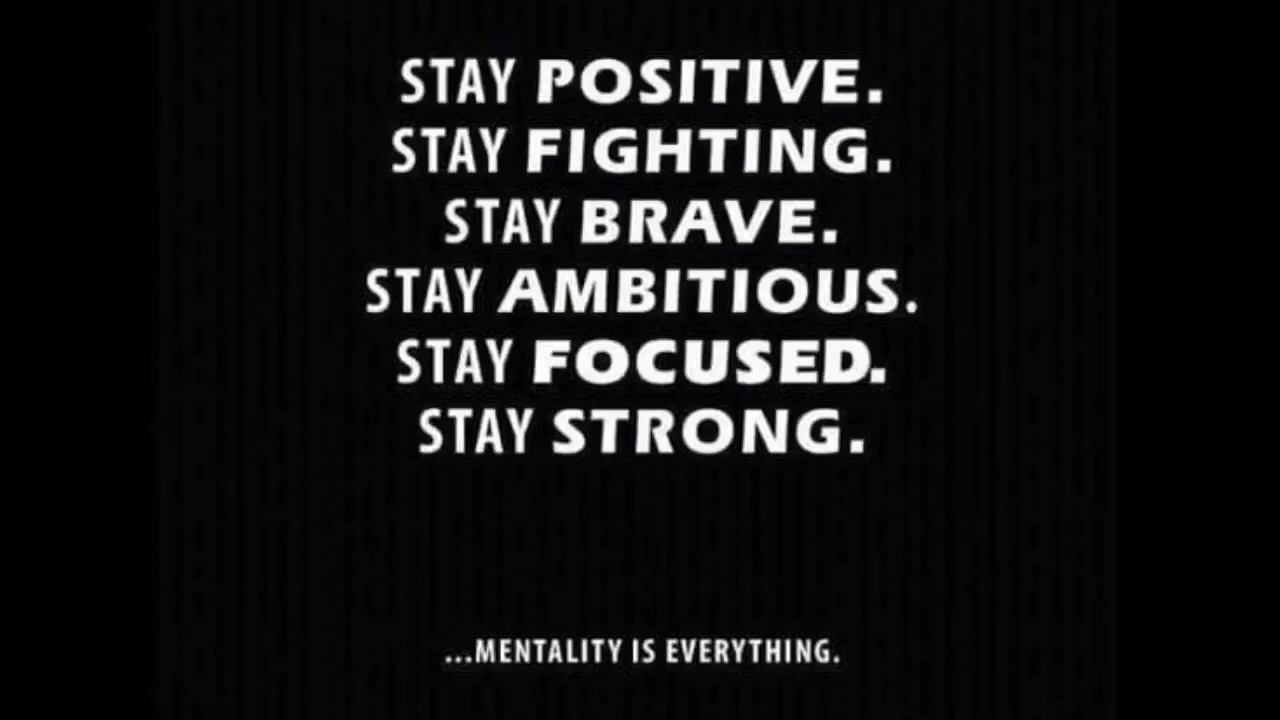 STAY POSITIVE.
STAY FIGHTING.
STAY BRAVE.
STAY AMBITIOUS.
STAY FOCUSED.
STAY STRONG.
...MENTALITY IS EVERYTHING.